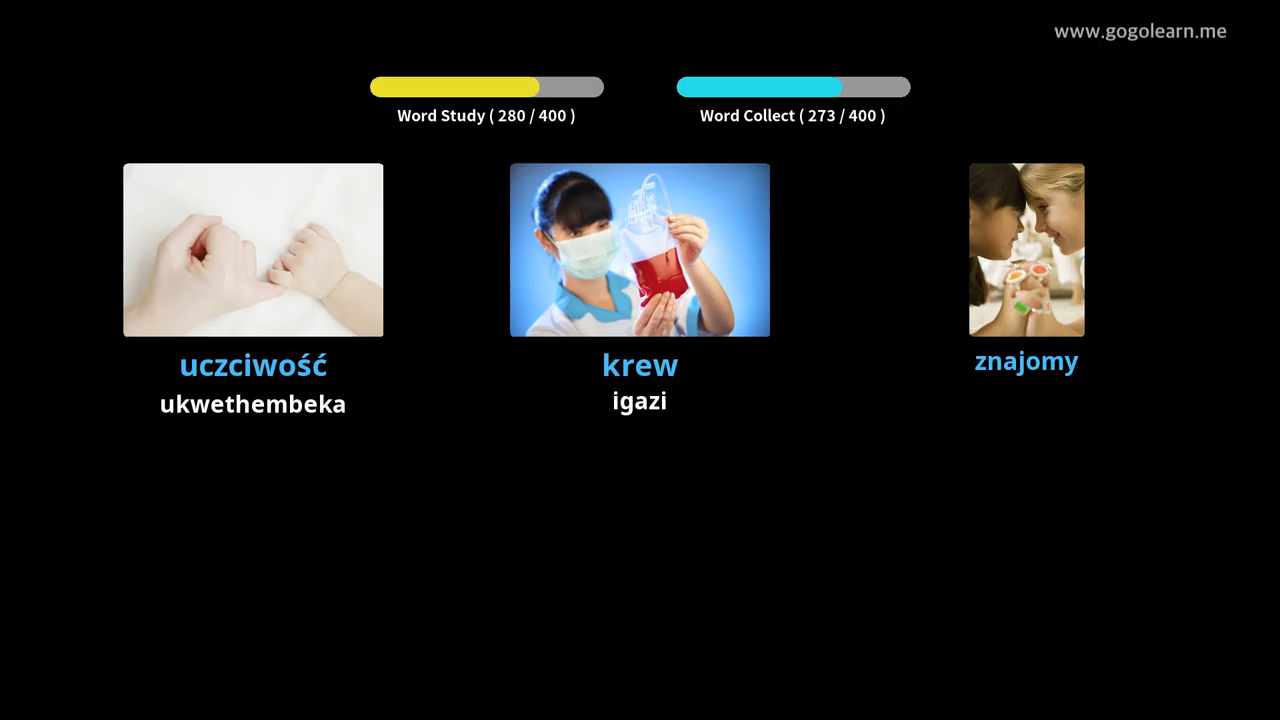 www.gogolearn.me
Word Study ( 280 / 400 )
Word Collect ( 273 / 400 )
uczciwość
ukwethembeka
krew
igazi
znajomy